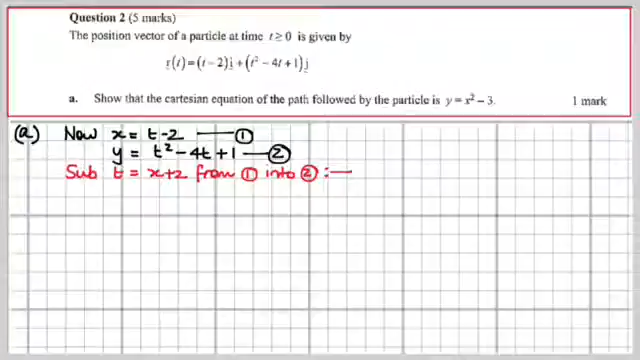 Question 2 (5 marks)
The position vector of a particle at time t ≥ 0 is given by
r(t) = (t − 2)i + (t² − 4t + 1)j
a. Show that the cartesian equation of the path followed by the particle is y = x² − 3. 1 mark
(a) Now x = t - 2 —— ①
y = t² - 4t + 1 — ②
Sub t = x+2 from ① into ② :—